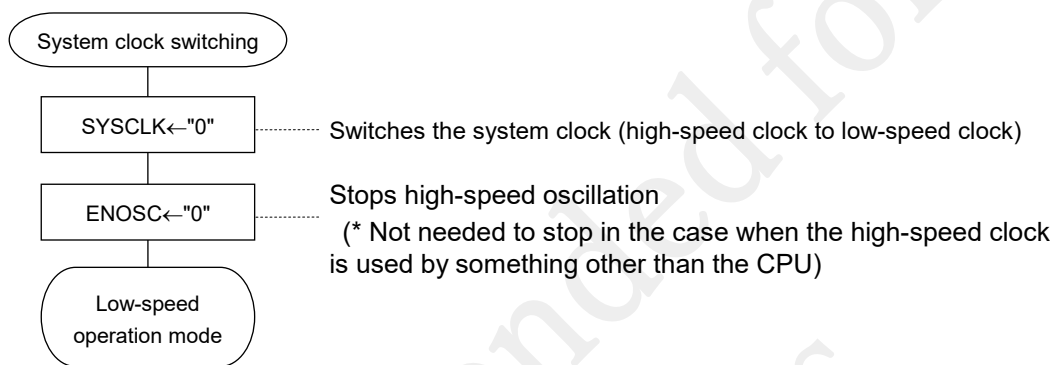 System clock switching
SYSCLK←"0"
Switches the system clock (high-speed clock to low-speed clock)
ENOSC←"0"
Stops high-speed oscillation
(* Not needed to stop in the case when the high-speed clock
is used by something other than the CPU)
Low-speed
operation mode